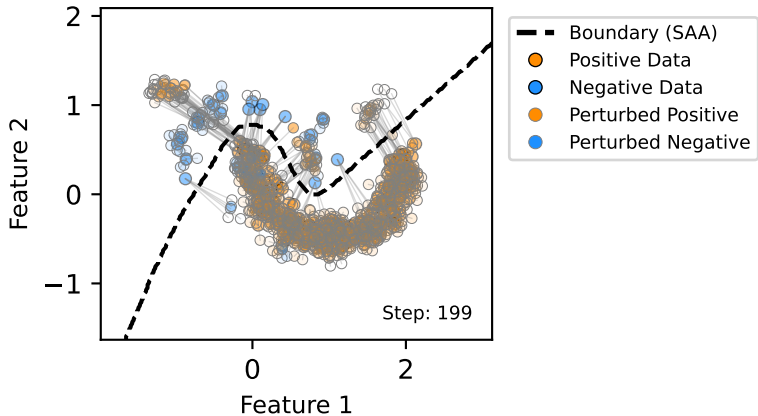 2
1
0
−1
Feature 2
0
2
Feature 1
Step: 199
Boundary (SAA)
Positive Data
Negative Data
Perturbed Positive
Perturbed Negative